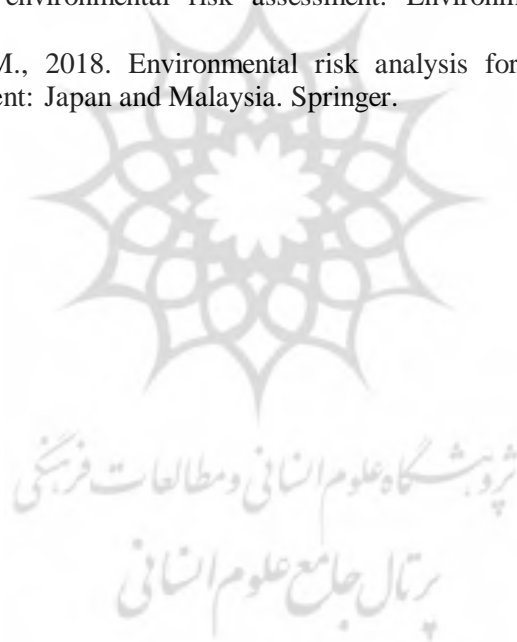 environmental risk assessment. Environm
M., 2018. Environmental risk analysis for
ent: Japan and Malaysia. Springer.
پژوهشگاه علوم انسانی و مطالعات فرهنگی
پرتال جامع علوم انسانی